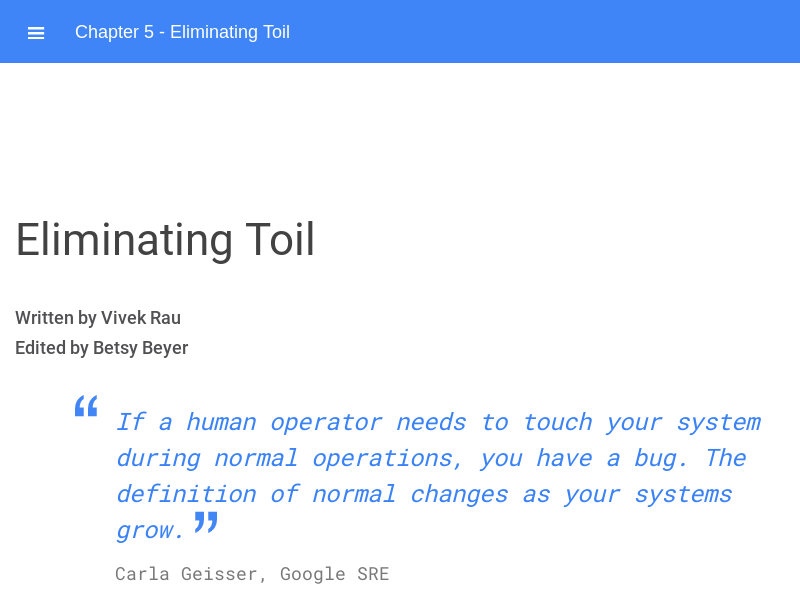 Chapter 5 - Eliminating Toil
Eliminating Toil
Written by Vivek Rau
Edited by Betsy Beyer
“If a human operator needs to touch your system
during normal operations, you have a bug. The
definition of normal changes as your systems
grow.”
Carla Geisser, Google SRE